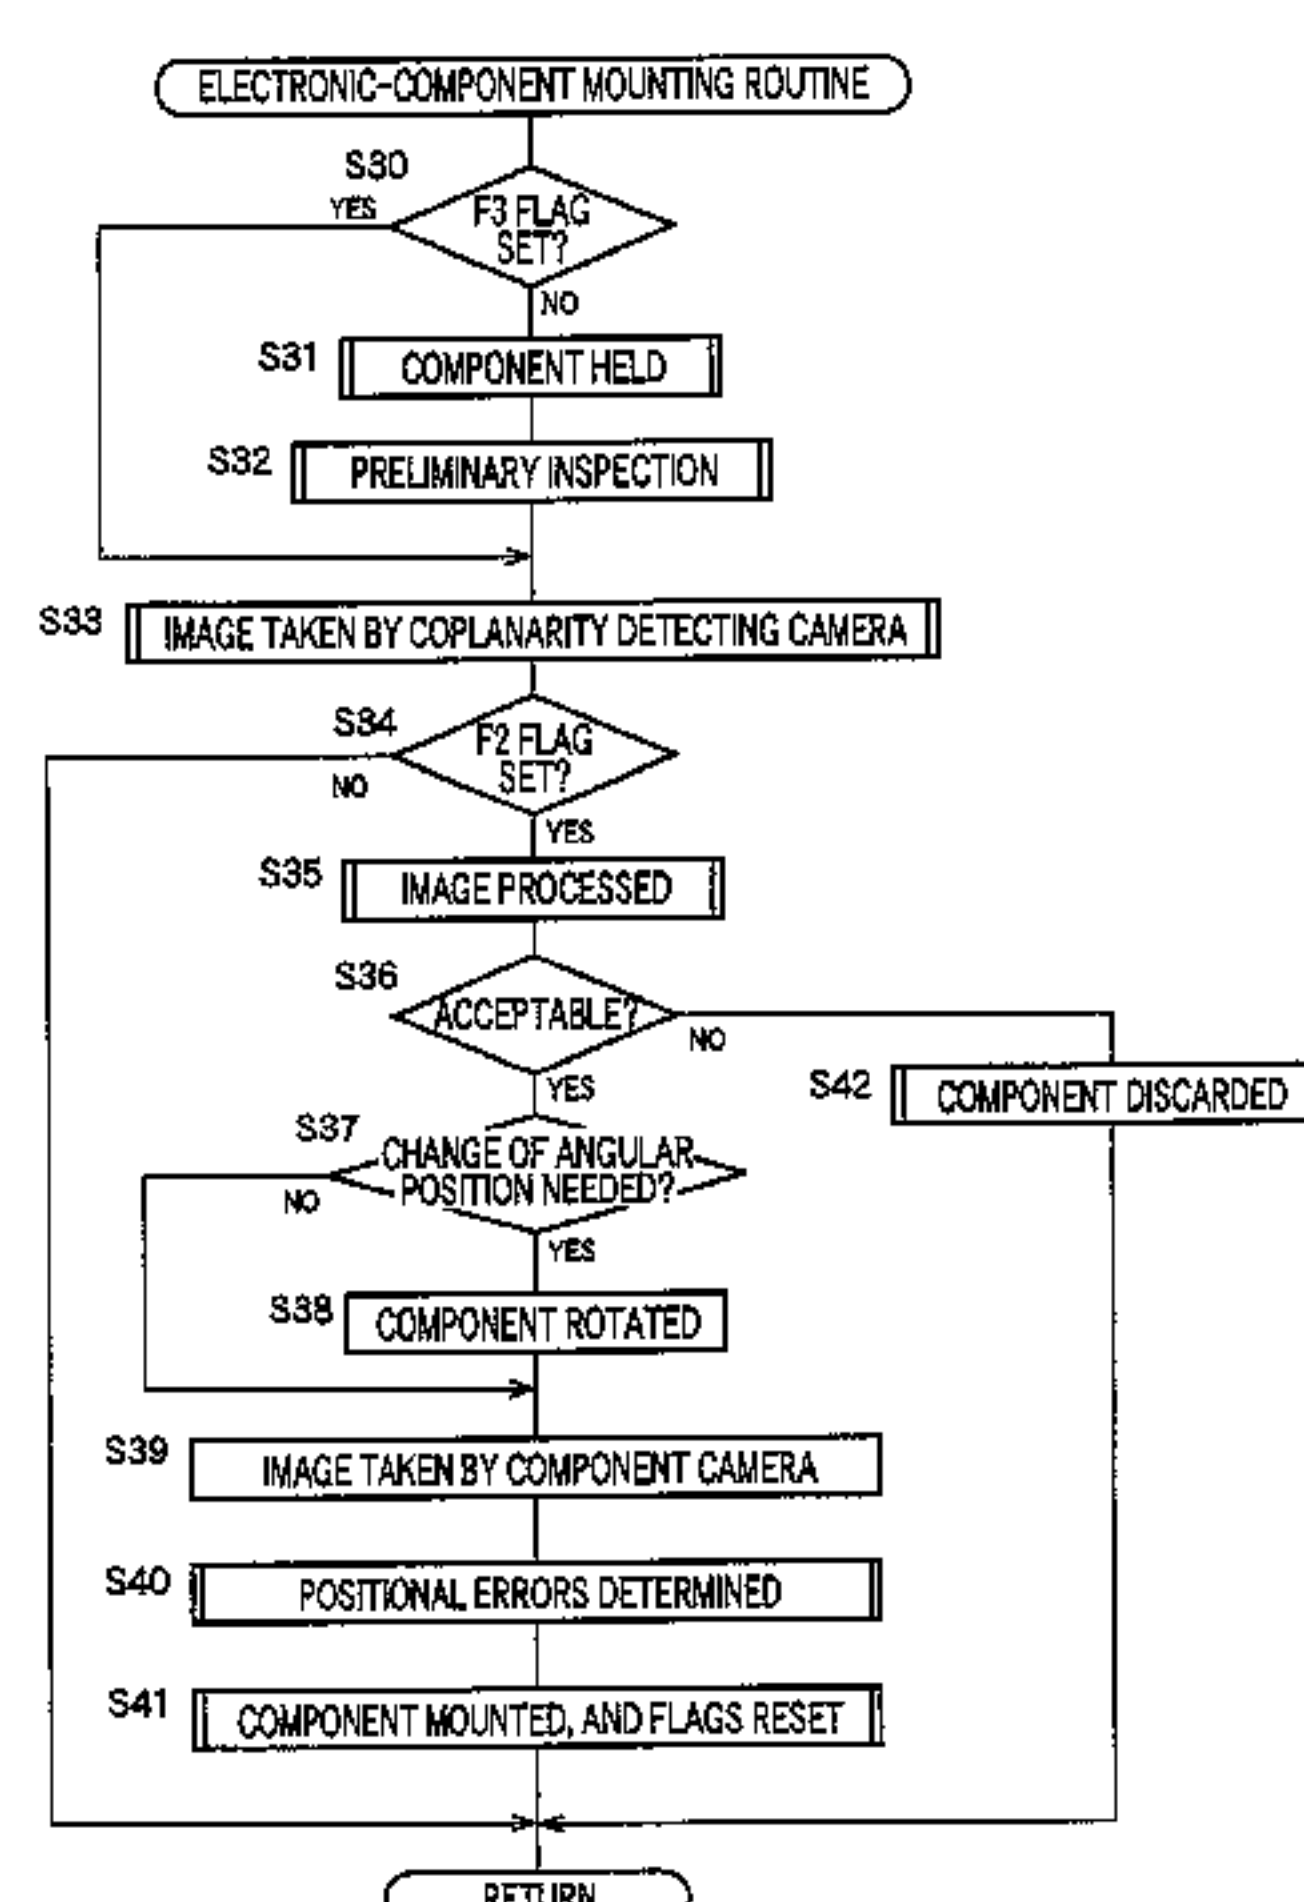 ELECTRONIC-COMPONENT MOUNTING ROUTINE
S30
YES
F3 FLAG
SET?
NO
S31
COMPONENT HELD
S32
PRELIMINARY INSPECTION
S33
IMAGE TAKEN BY COPLANARITY DETECTING CAMERA
S34
F2 FLAG
SET?
NO
YES
S35
IMAGE PROCESSED
S36
ACCEPTABLE?
NO
YES
S42
COMPONENT DISCARDED
S37
CHANGE OF ANGULAR
POSITION NEEDED?
NO
YES
S38
COMPONENT ROTATED
S39
IMAGE TAKEN BY COMPONENT CAMERA
S40
POSITIONAL ERRORS DETERMINED
S41
COMPONENT MOUNTED, AND FLAGS RESET
RETURN